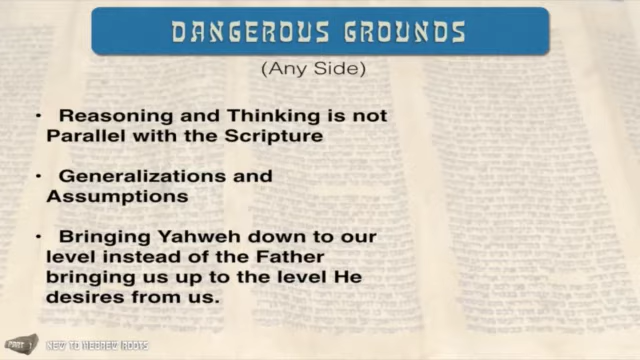 DANGEROUS GROUNDS
(Any Side)
• Reasoning and Thinking is not
Parallel with the Scripture
• Generalizations and
Assumptions
• Bringing Yahweh down to our
level instead of the Father
bringing us up to the level He
desires from us.
PART 1 NEW TO HEBREW ROOTS